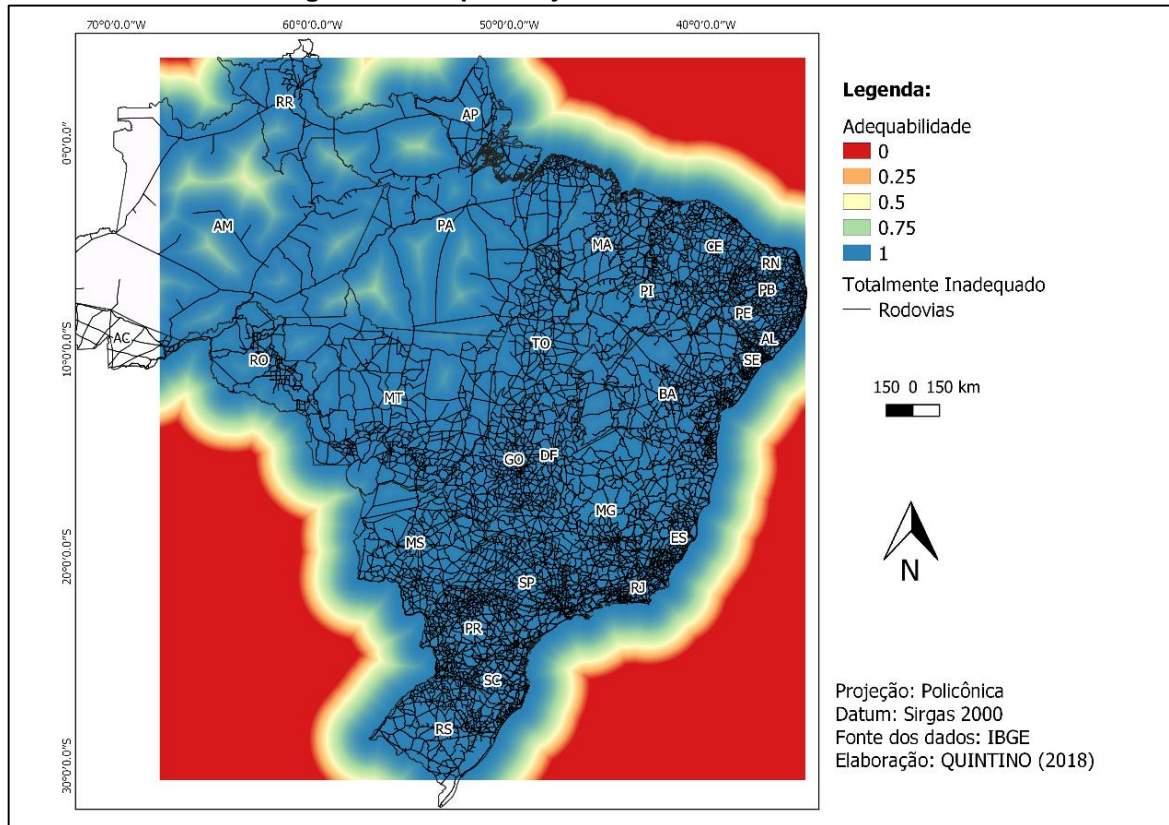 70°0'0.0"W 60°0'0.0"W 50°0'0.0"W 40°0'0.0"W
0°0'0.0"
10°0'0.0"S
20°0'0.0"S
30°0'0.0"S
RR
AP
AM
PA
MA
CE
RN
PB
PI
PE
AL
SE
AC
RO
TO
BA
MT
GO
DF
MG
ES
MS
SP
RJ
PR
SC
RS
Legenda:
Adequabilidade
0
0.25
0.5
0.75
1
Totalmente Inadequado
Rodovias
150 0 150 km
N
Projeção: Policônica
Datum: Sirgas 2000
Fonte dos dados: IBGE
Elaboração: QUINTINO (2018)